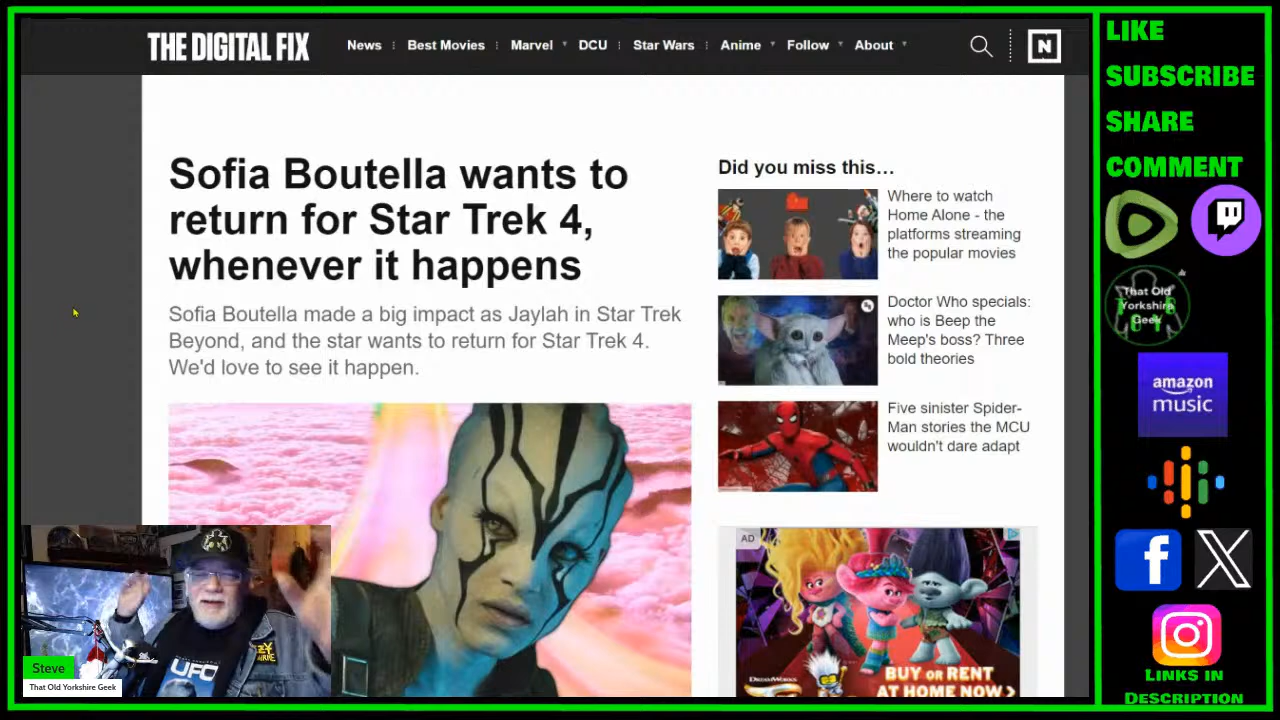 THE DIGITAL FIX
News
Best Movies
Marvel
DCU
Star Wars
Anime
Follow
About
N
Sofia Boutella wants to
return for Star Trek 4,
whenever it happens
Sofia Boutella made a big impact as Jaylah in Star Trek
Beyond, and the star wants to return for Star Trek 4.
We'd love to see it happen.
Did you miss this…
Where to watch
Home Alone - the
platforms streaming
the popular movies
Doctor Who specials:
who is Beep the
Meep's boss? Three
bold theories
Five sinister Spider-
Man stories the MCU
wouldn't dare adapt
AD
DREAMWORKS
BUY OR RENT
AT HOME NOW >
UFO
Steve
That Old Yorkshire Geek
LIKE
SUBSCRIBE
SHARE
COMMENT
That Old
Yorkshire
Geek
amazon
music
f
X
LINKS IN
DESCRIPTION